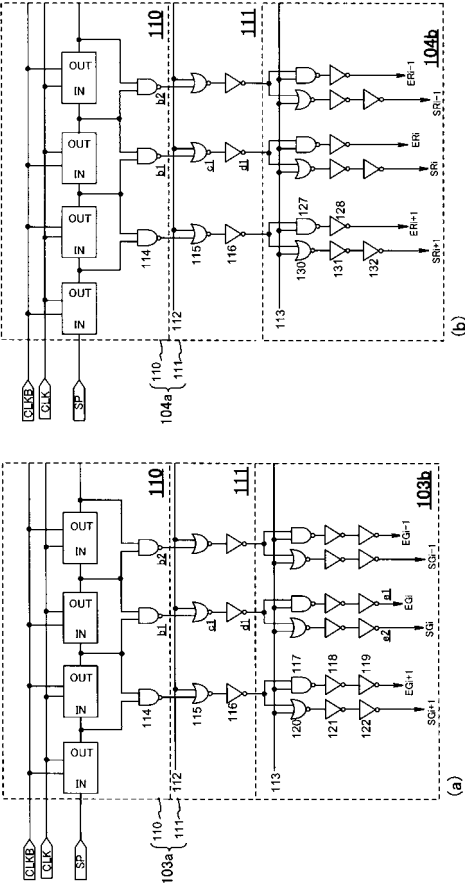 CLKB
CLK
SP
OUT
IN
OUT
IN
OUT
IN
OUT
IN
110
114
b1
b2
111
112
115
c1
116
d1
110
111
103a
113
103b
117
118
119
120
121
122
e1
e2
SGi+1
EGi+1
SGi
EGi
SGi-1
EGi-1
(a)
CLKB
CLK
SP
OUT
IN
OUT
IN
OUT
IN
OUT
IN
110
114
b1
b2
111
112
115
c1
116
d1
110
111
104a
113
104b
127
128
130
131
132
SRi+1
ERi+1
SRi
ERi
SRi-1
ERi-1
(b)